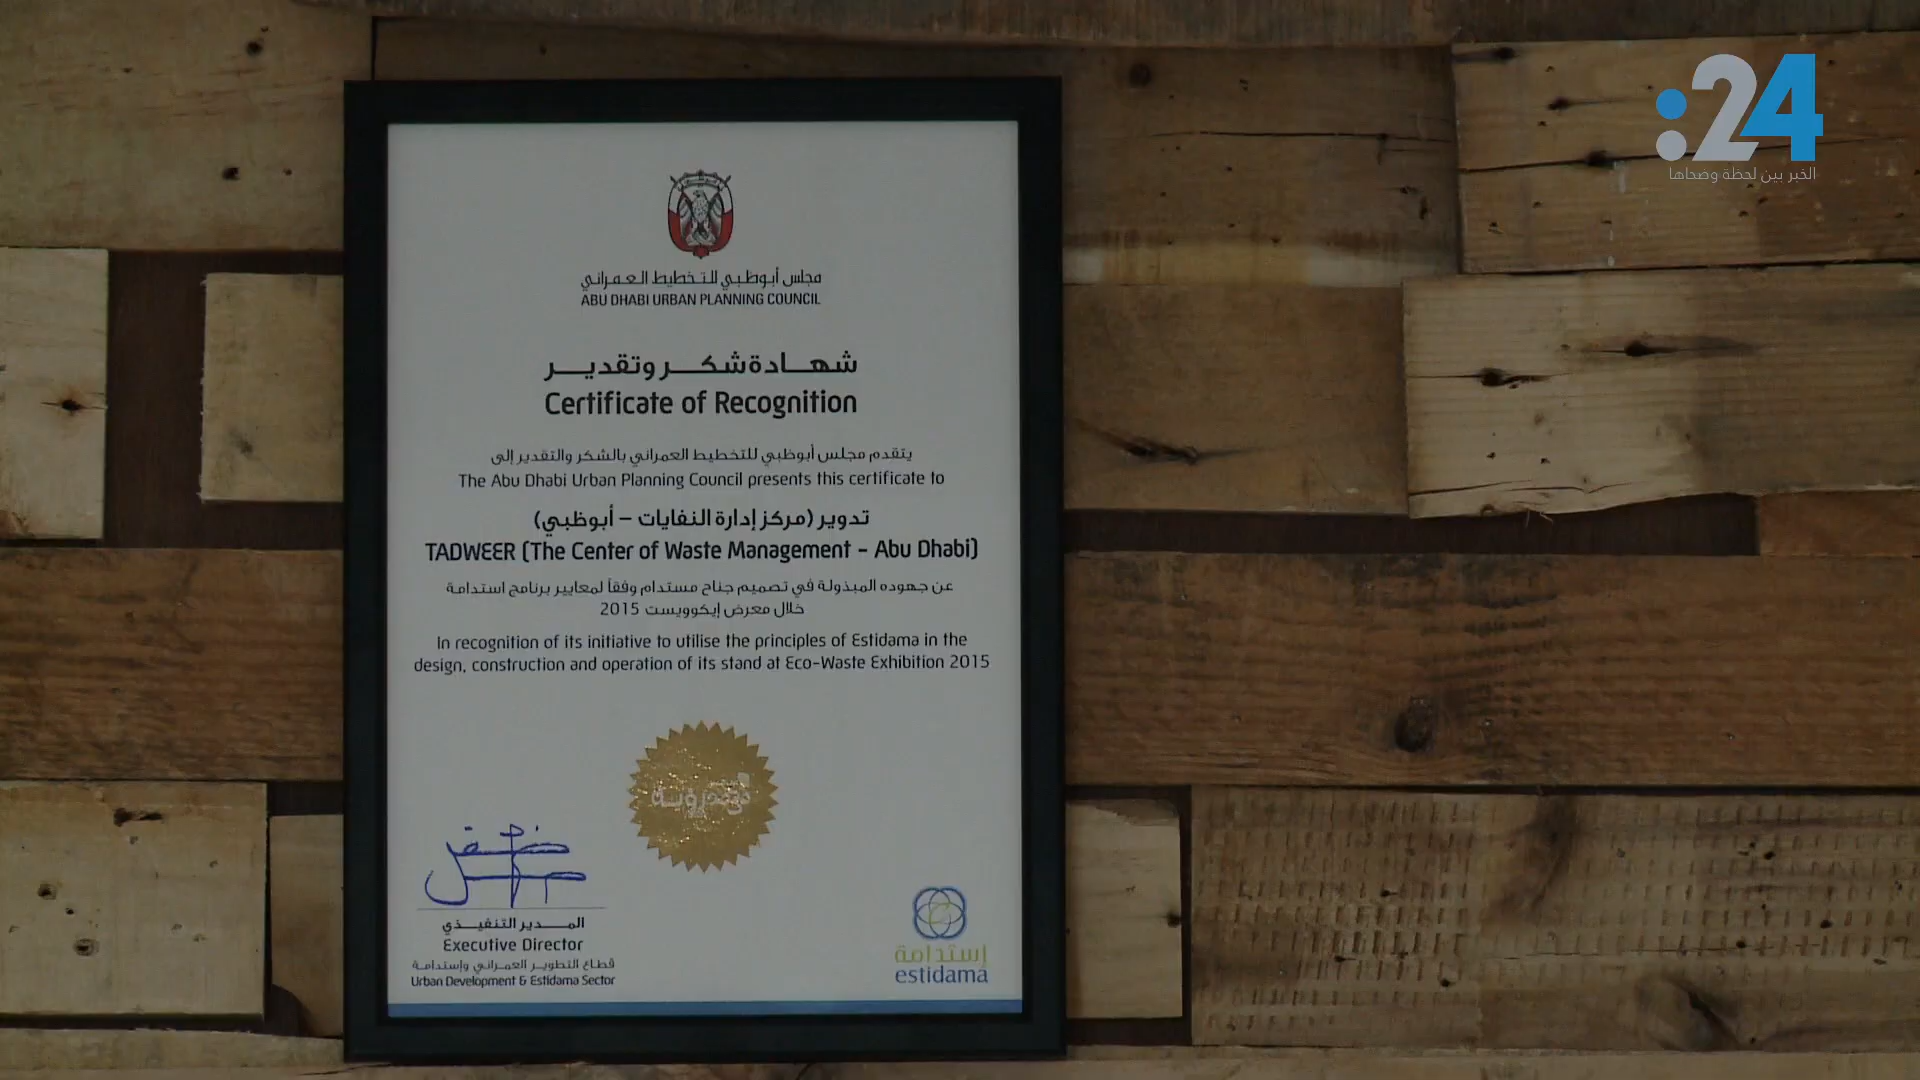 :24
الخبر بين لحظة وضحاها
مجلس أبوظبي للتخطيط العمراني
ABU DHABI URBAN PLANNING COUNCIL
شهادة شكر وتقدير
Certificate of Recognition
يتقدم مجلس أبوظبي للتخطيط العمراني بالشكر والتقدير إلى
The Abu Dhabi Urban Planning Council presents this certificate to
تدوير (مركز إدارة النفايات – أبوظبي)
TADWEER (The Center of Waste Management - Abu Dhabi)
عن جهوده المبذولة في تصميم جناح مستدام وفقاً لمعايير برنامج استدامة
خلال معرض إيكوويست 2015
In recognition of its initiative to utilise the principles of Estidama in the
design, construction and operation of its stand at Eco-Waste Exhibition 2015
المدير التنفيذي
Executive Director
قطاع التطوير العمراني وإستدامة
Urban Development & Estidama Sector
إستدامة
estidama